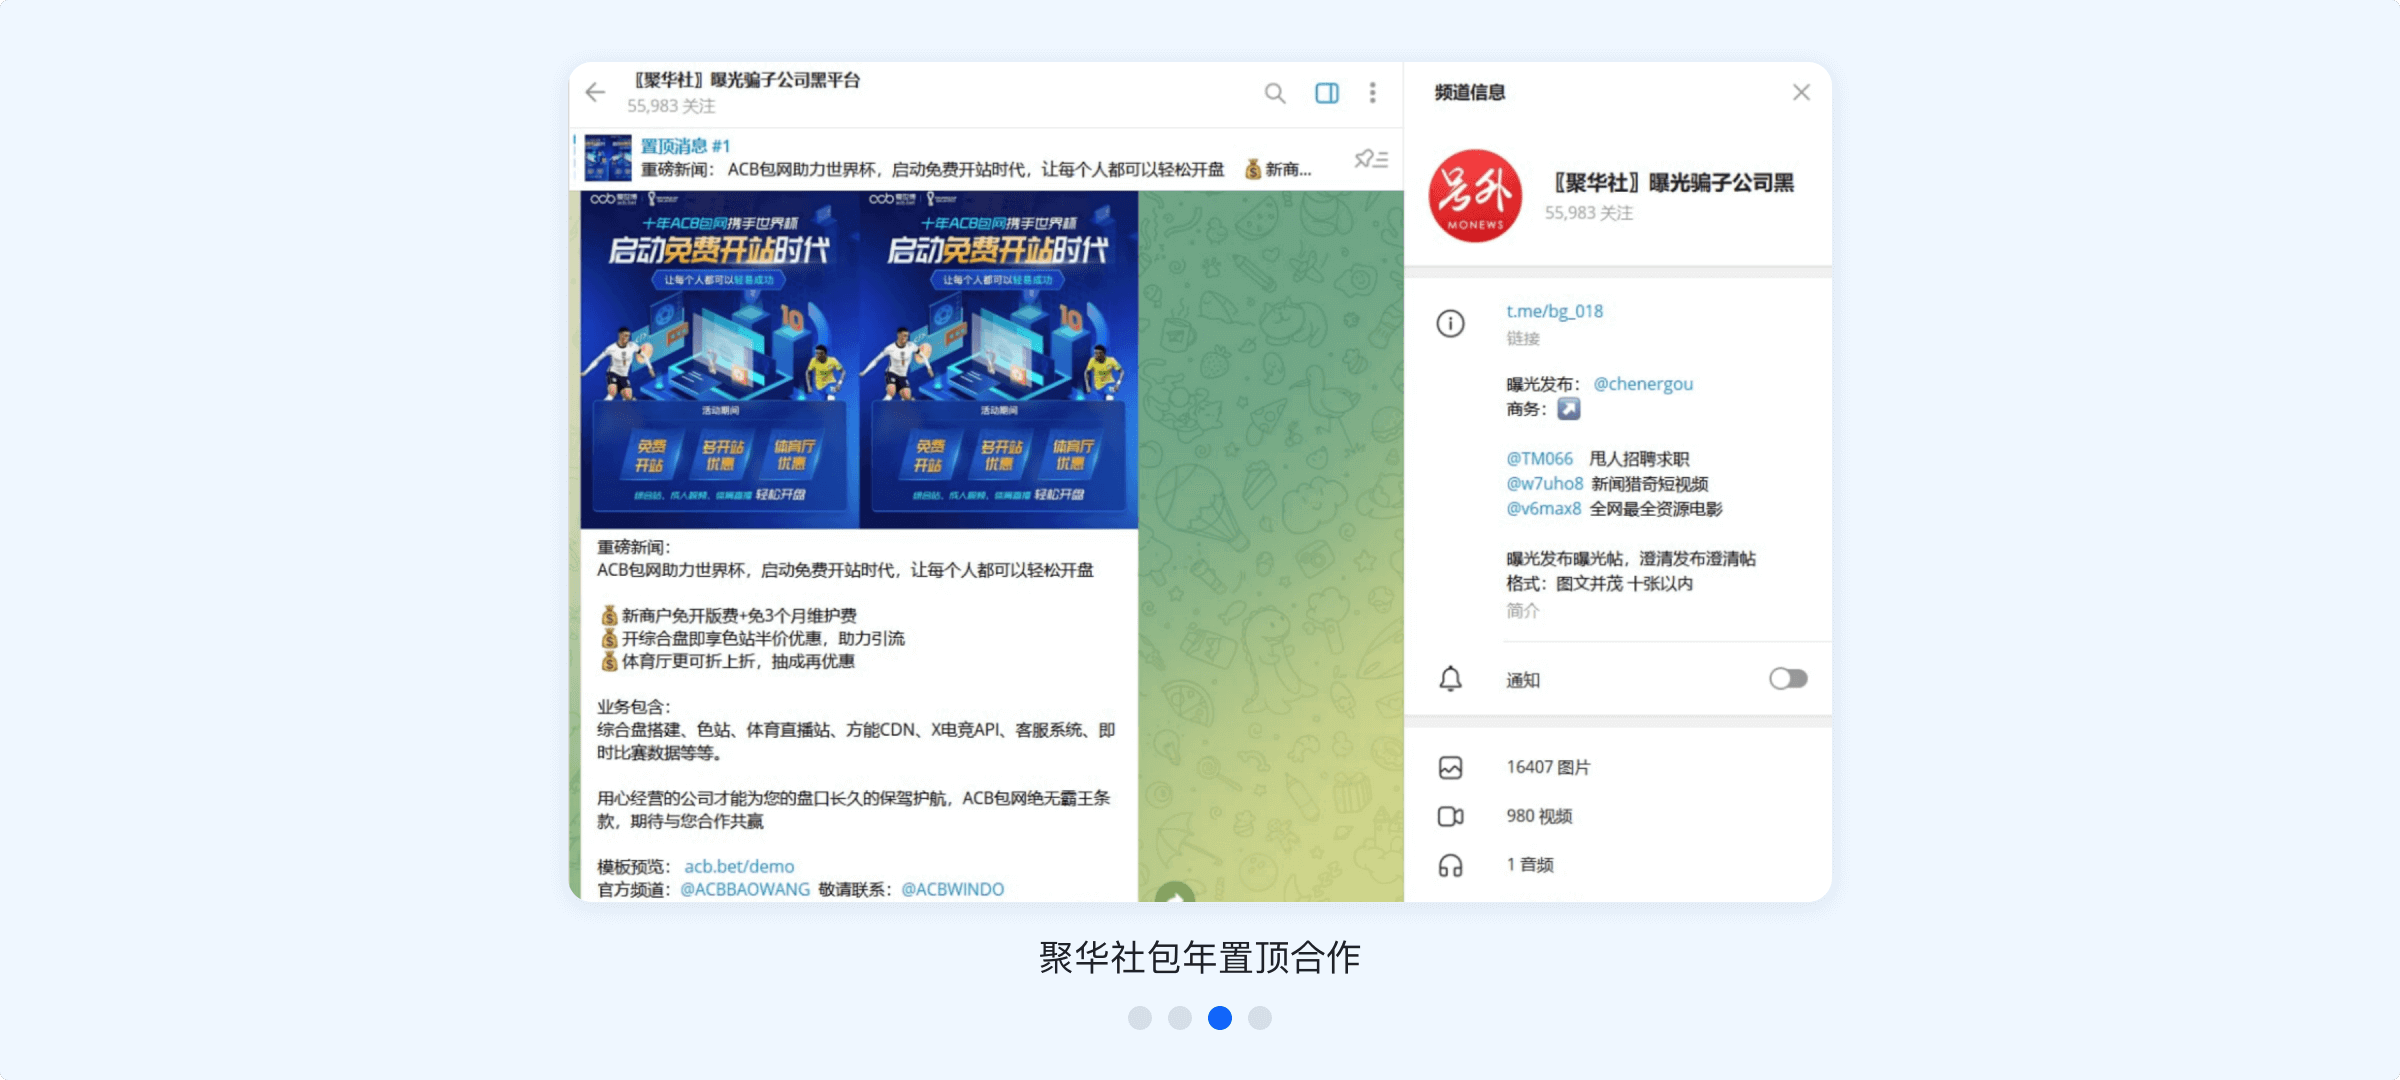 〖聚华社〗曝光骗子公司黑平台
55,983 关注
置顶消息 #1
重磅新闻： ACB包网助力世界杯，启动免费开站时代，让每个人都可以轻松开盘 💰新商...
十年ACB包网携手世界杯
启动免费开站时代
让每个人都可以轻易成功
活动期间
免费开站
多开站优惠
体育厅优惠
综合站、成人视频、体育直播 轻松开盘
十年ACB包网携手世界杯
启动免费开站时代
让每个人都可以轻易成功
活动期间
免费开站
多开站优惠
体育厅优惠
综合站、成人视频、体育直播 轻松开盘
重磅新闻：
ACB包网助力世界杯，启动免费开站时代，让每个人都可以轻松开盘
💰新商户免开版费+免3个月维护费
💰开综合盘即享色站半价优惠，助力引流
💰体育厅更可折上折，抽成再优惠
业务包含：
综合盘搭建、色站、体育直播站、方能CDN、X电竞API、客服系统、即
时比赛数据等等。
用心经营的公司才能为您的盘口长久的保驾护航，ACB包网绝无霸王条
款，期待与您合作共赢
模板预览： acb.bet/demo
官方频道：@ACBBAOWANG 敬请联系：@ACBWINDO
频道信息
号外
MONEWS
〖聚华社〗曝光骗子公司黑
55,983 关注
t.me/bg_018
链接
曝光发布： @chenergou
商务：↗
@TM066 甩人招聘求职
@w7uho8 新闻猎奇短视频
@v6max8 全网最全资源电影
曝光发布曝光帖，澄清发布澄清帖
格式：图文并茂 十张以内
简介
通知
16407 图片
980 视频
1 音频
聚华社包年置顶合作